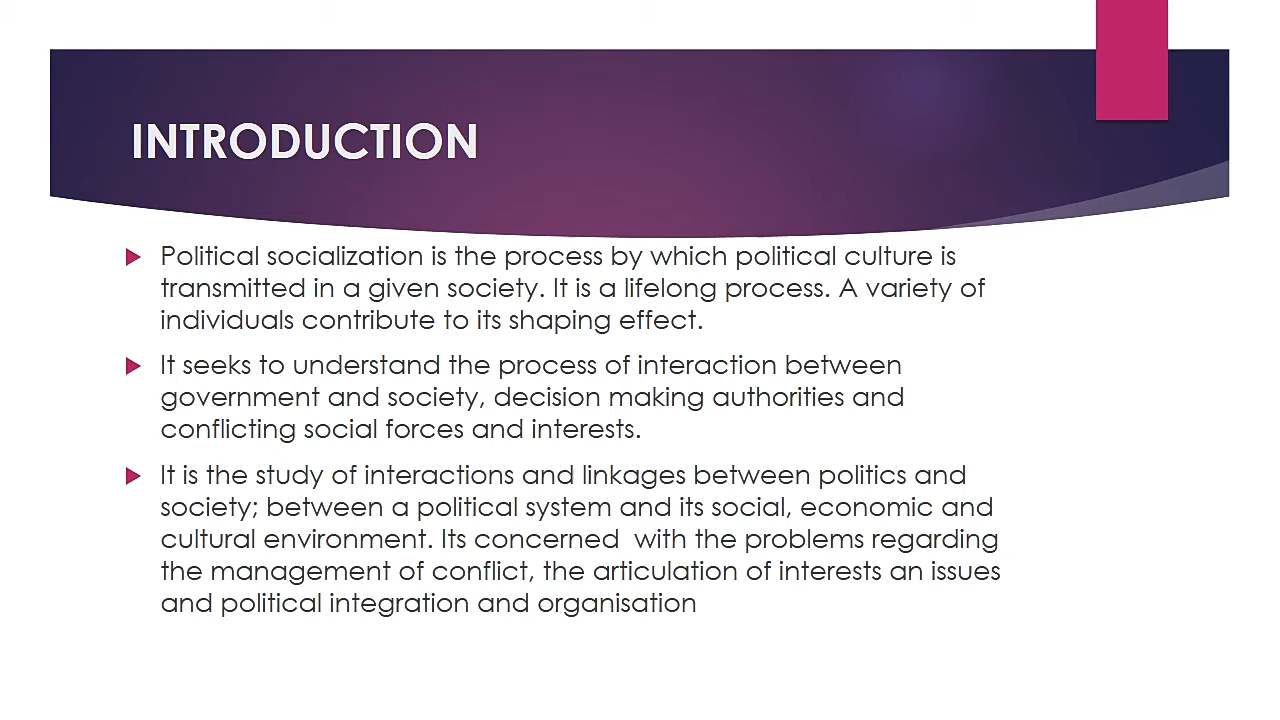 INTRODUCTION
Political socialization is the process by which political culture is
transmitted in a given society. It is a lifelong process. A variety of
individuals contribute to its shaping effect.
It seeks to understand the process of interaction between
government and society, decision making authorities and
conflicting social forces and interests.
It is the study of interactions and linkages between politics and
society; between a political system and its social, economic and
cultural environment. Its concerned  with the problems regarding
the management of conflict, the articulation of interests an issues
and political integration and organisation